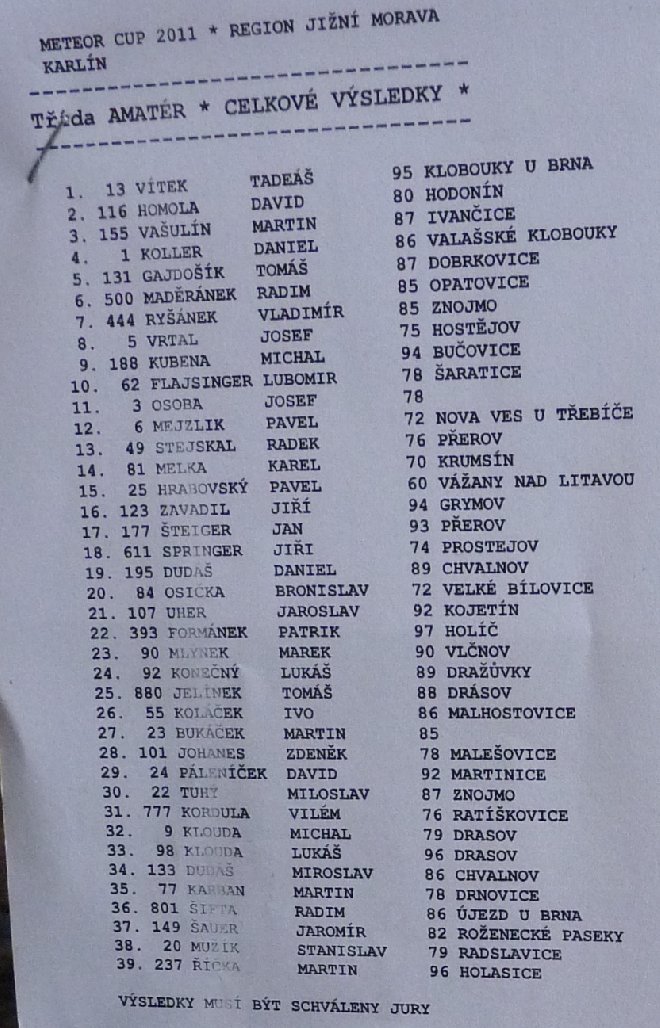 METEOR CUP 2011 * REGION JIŽNÍ MORAVA
KARLÍN
----------------------------------
Třída AMATÉR * CELKOVÉ VÝSLEDKY *
----------------------------------
1. 13 VÍTEK TADEÁŠ 95 KLOBOUKY U BRNA
2. 116 HOMOLA DAVID 80 HODONÍN
3. 155 VAŠULÍN MARTIN 87 IVANČICE
4. 1 KOLLER DANIEL 86 VALAŠSKÉ KLOBOUKY
5. 131 GAJDOŠÍK TOMÁŠ 87 DOBRKOVICE
6. 500 MADĚRÁNEK RADIM 85 OPATOVICE
7. 444 RYŠÁNEK VLADIMÍR 85 ZNOJMO
8. 5 VRTAL JOSEF 75 HOSTĚJOV
9. 188 KUBENA MICHAL 94 BUČOVICE
10. 62 FLAJSINGER LUBOMIR 78 ŠARATICE
11. 3 OSOBA JOSEF 78
12. 6 MEJZLIK PAVEL 72 NOVA VES U TŘEBÍČE
13. 49 STEJSKAL RADEK 76 PŘEROV
14. 81 MELKA KAREL 70 KRUMSÍN
15. 25 HRABOVSKÝ PAVEL 60 VÁŽANY NAD LITAVOU
16. 123 ZAVADIL JIŘÍ 94 GRYMOV
17. 177 ŠTEIGER JAN 93 PŘEROV
18. 611 SPRINGER JIŘI 74 PROSTEJOV
19. 195 DUDAŠ DANIEL 89 CHVALNOV
20. 84 OSICKA BRONISLAV 72 VELKÉ BÍLOVICE
21. 107 UHER JAROSLAV 92 KOJETÍN
22. 393 FORMÁNEK PATRIK 97 HOLÍČ
23. 90 MLYNEK MAREK 90 VLČNOV
24. 92 KONEČNÝ LUKÁŠ 89 DRAŽŮVKY
25. 880 JELÍNEK TOMÁŠ 88 DRÁSOV
26. 55 KOLÁČEK IVO 86 MALHOSTOVICE
27. 23 BUKÁČEK MARTIN 85
28. 101 JOHANES ZDENĚK 78 MALEŠOVICE
29. 24 PÁLENÍČEK DAVID 92 MARTINICE
30. 22 TUHÝ MILOSLAV 87 ZNOJMO
31. 777 KORDULA VILÉM 76 RATÍŠKOVICE
32. 9 KLOUDA MICHAL 79 DRASOV
33. 98 KLOUDA LUKÁŠ 96 DRASOV
34. 133 DUDAŠ MIROSLAV 86 CHVALNOV
35. 77 KARBAN MARTIN 78 DRNOVICE
36. 801 RADIM 86 ÚJEZD U BRNA
37. 149 ŠAUER JAROMÍR 82 ROŽENECKÉ PASEKY
38. 20 MUZIK STANISLAV 79 RADSLAVICE
39. 237 ŘÍČKA MARTIN 96 HOLASICE
VÝSLEDKY MUSÍ BÝT SCHVÁLENY JURY